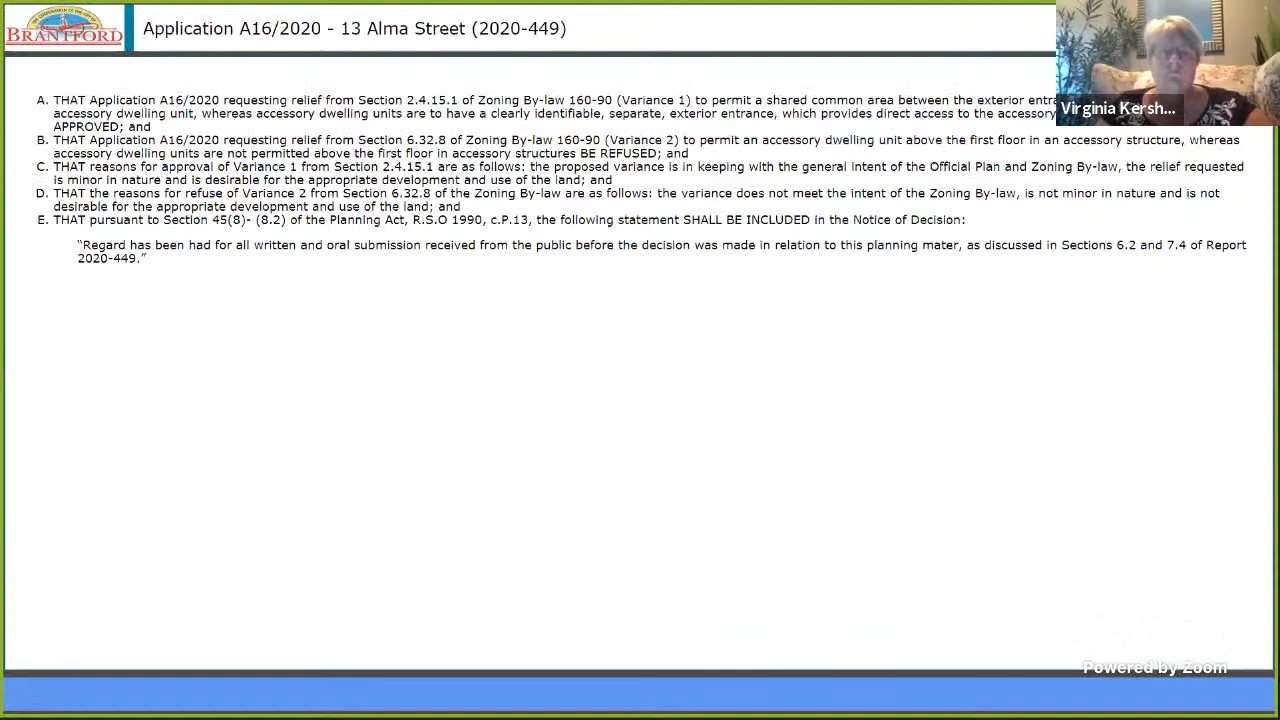 BRANTFORD
Application A16/2020 - 13 Alma Street (2020-449)
Virginia Kersh...
A. THAT Application A16/2020 requesting relief from Section 2.4.15.1 of Zoning By-law 160-90 (Variance 1) to permit a shared common area between the exterior
accessory dwelling unit, whereas accessory dwelling units are to have a clearly identifiable, separate, exterior entrance, which provides direct access to the accessory
APPROVED; and
B. THAT Application A16/2020 requesting relief from Section 6.32.8 of Zoning By-law 160-90 (Variance 2) to permit an accessory dwelling unit above the first floor in an accessory structure, whereas
accessory dwelling units are not permitted above the first floor in accessory structures BE REFUSED; and
C. THAT reasons for approval of Variance 1 from Section 2.4.15.1 are as follows: the proposed variance is in keeping with the general intent of the Official Plan and Zoning By-law, the relief requested
is minor in nature and is desirable for the appropriate development and use of the land; and
D. THAT the reasons for refuse of Variance 2 from Section 6.32.8 of the Zoning By-law are as follows: the variance does not meet the intent of the Zoning By-law, is not minor in nature and is not
desirable for the appropriate development and use of the land; and
E. THAT pursuant to Section 45(8)- (8.2) of the Planning Act, R.S.O 1990, c.P.13, the following statement SHALL BE INCLUDED in the Notice of Decision:
“Regard has been had for all written and oral submission received from the public before the decision was made in relation to this planning mater, as discussed in Sections 6.2 and 7.4 of Report
2020-449.”
Powered by Zoom